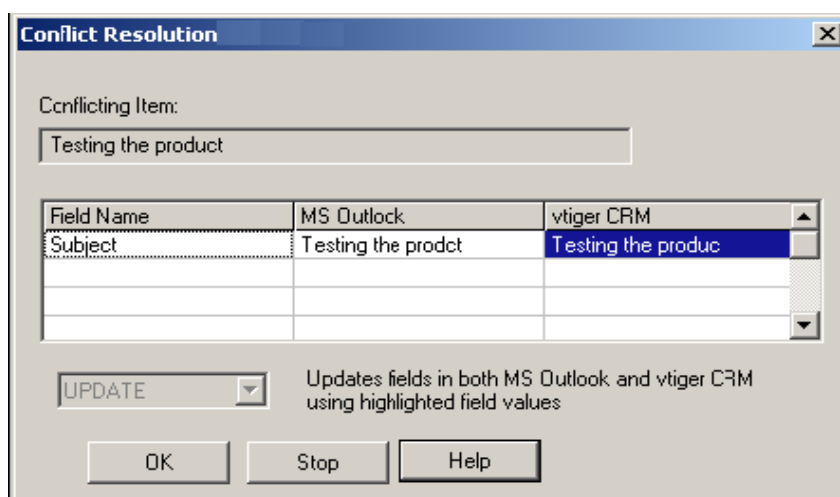 Conflict Resolution
Conflicting Item:
Testing the product
Field Name MS Outlock vtiger CRM
Subject Testing the prodct Testing the produc
UPDATE Updates fields in both MS Outlook and vtiger CRM
using highlighted field values
OK Stop Help